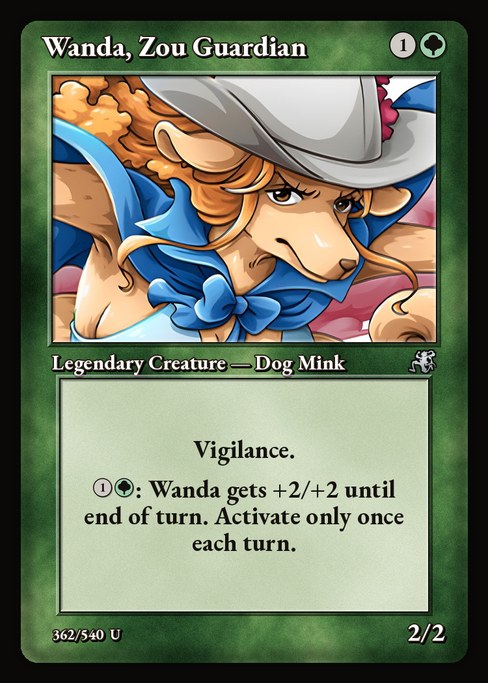 Wanda, Zou Guardian 1
Legendary Creature — Dog Mink
Vigilance.
1: Wanda gets +2/+2 until
end of turn. Activate only once
each turn.
362/540 U 2/2